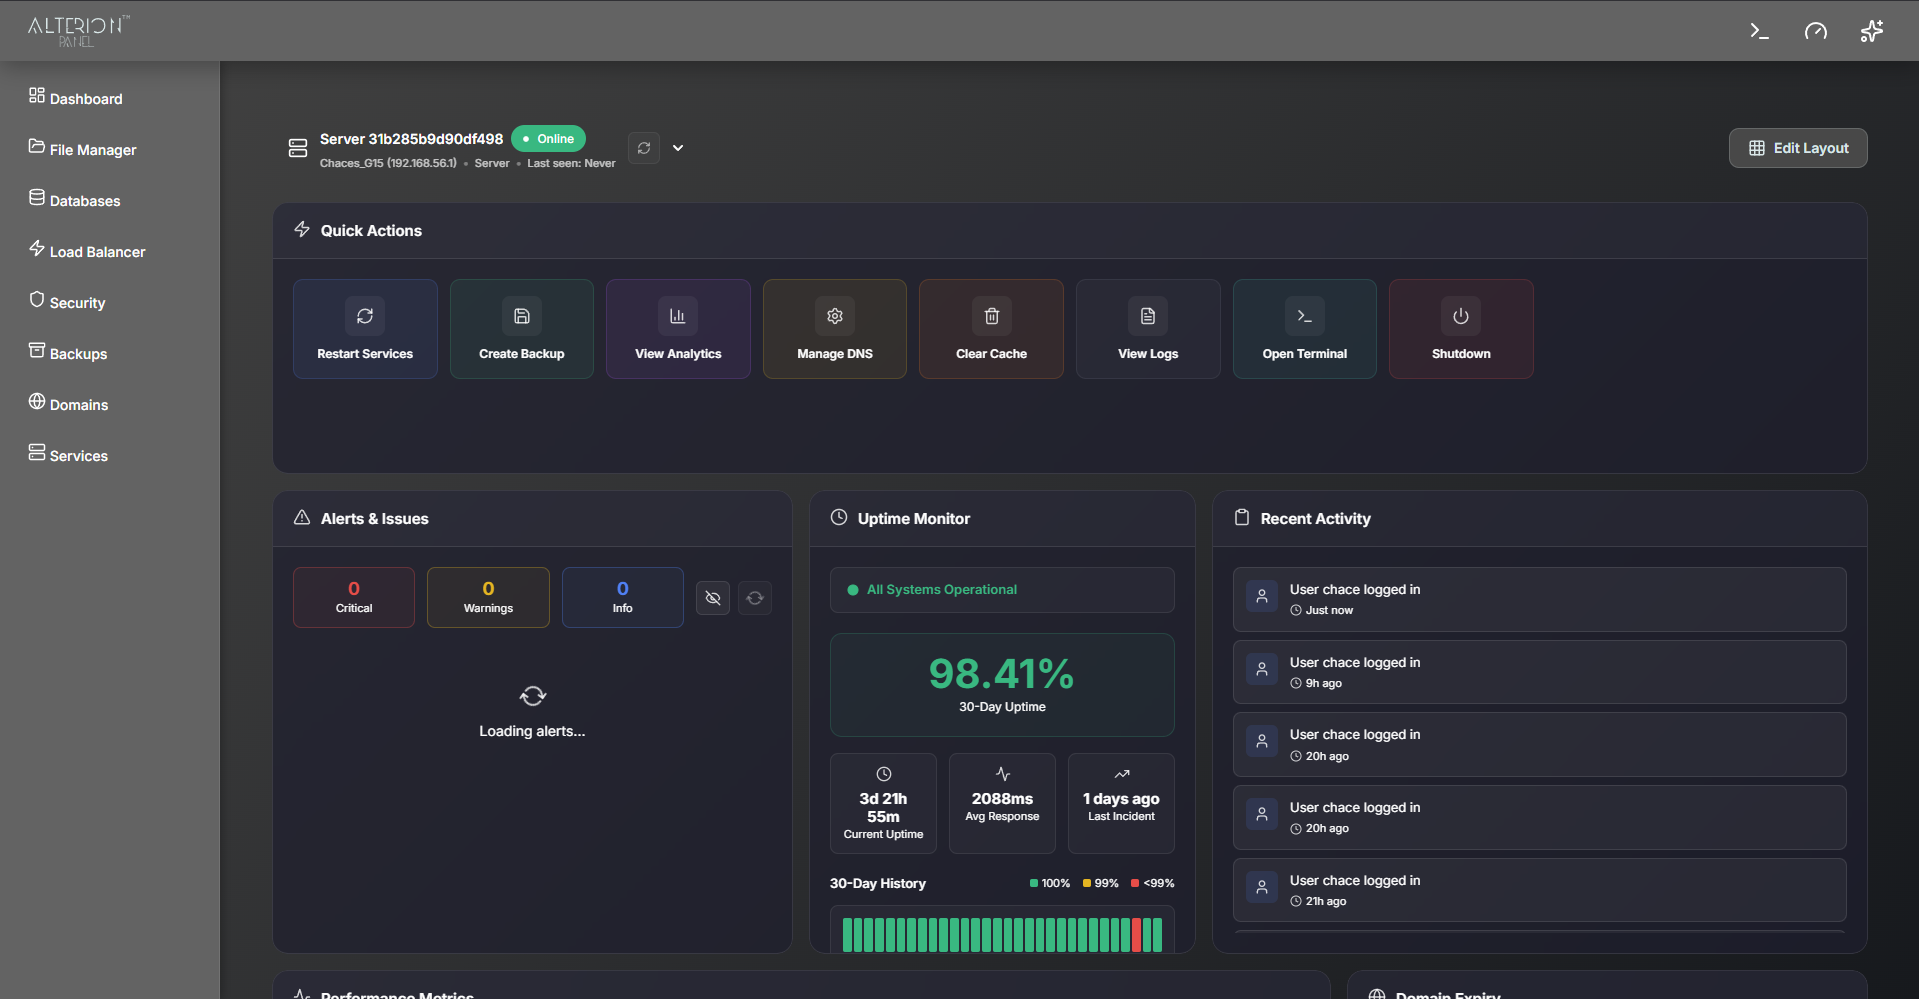 ALTERION™
PANEL
Dashboard
File Manager
Databases
Load Balancer
Security
Backups
Domains
Services
Server 31b285b9d90df498
Online
Chaces_G15 (192.168.56.1) • Server • Last seen: Never
Edit Layout
Quick Actions
Restart Services
Create Backup
View Analytics
Manage DNS
Clear Cache
View Logs
Open Terminal
Shutdown
Alerts & Issues
0
Critical
0
Warnings
0
Info
Loading alerts...
Uptime Monitor
All Systems Operational
98.41%
30-Day Uptime
3d 21h
55m
Current Uptime
2088ms
Avg Response
1 days ago
Last Incident
30-Day History
100%
99%
<99%
Recent Activity
User chace logged in
Just now
User chace logged in
9h ago
User chace logged in
20h ago
User chace logged in
20h ago
User chace logged in
21h ago
Performance Metrics
Domain Expiry